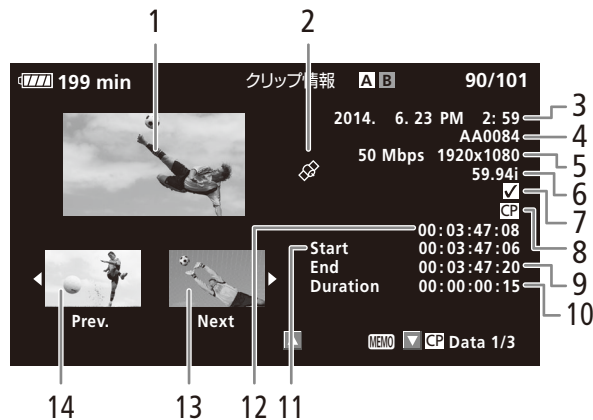 1 2
199 min クリップ情報 A B 90/101
2014. 6. 23 PM 2: 59 3
AA0084 4
50 Mbps 1920x1080 5
59.94i 6
7
CP 8
12 00:03:47:08
11 Start 00:03:47:06
End 00:03:47:20 9
Duration 00:00:00:15 10
Prev. Next
MEMO CP Data 1/3
14 13 12 11